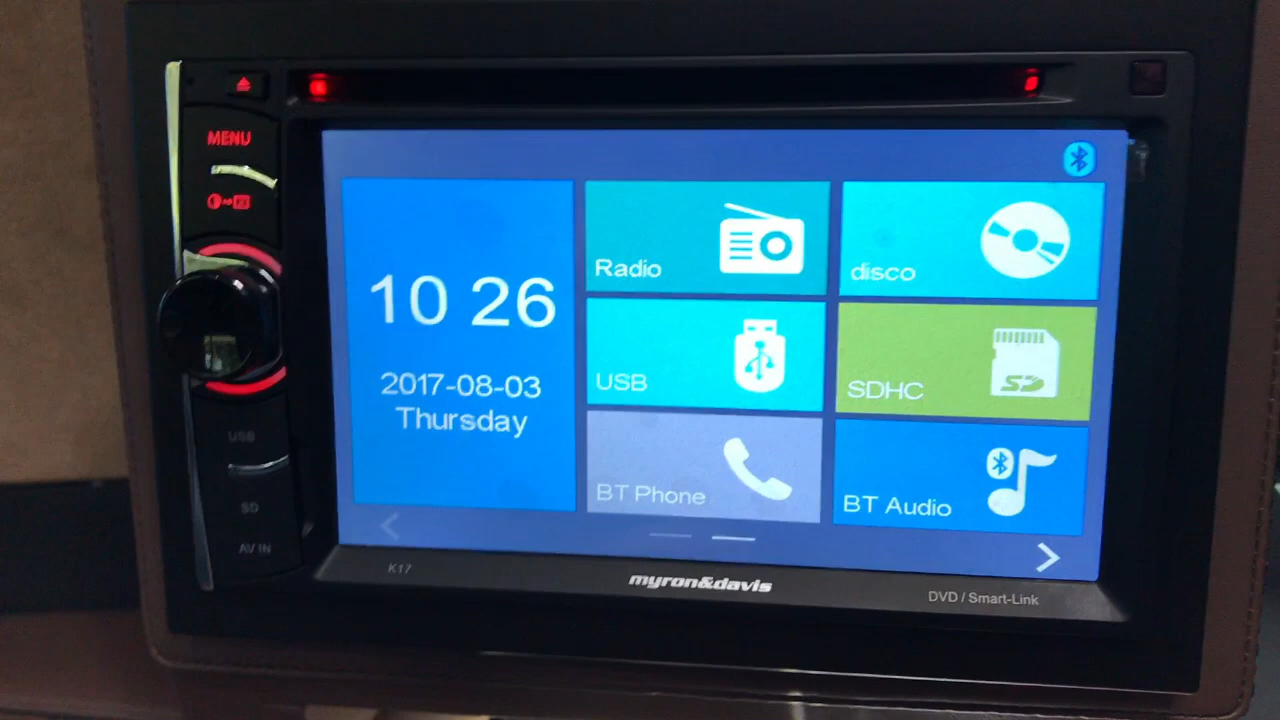 MENU
10 26
2017-08-03
Thursday
Radio
disco
USB
SDHC
SD
BT Phone
BT Audio
USB
SD
AV IN
K17
myron&davis
DVD / Smart-Link